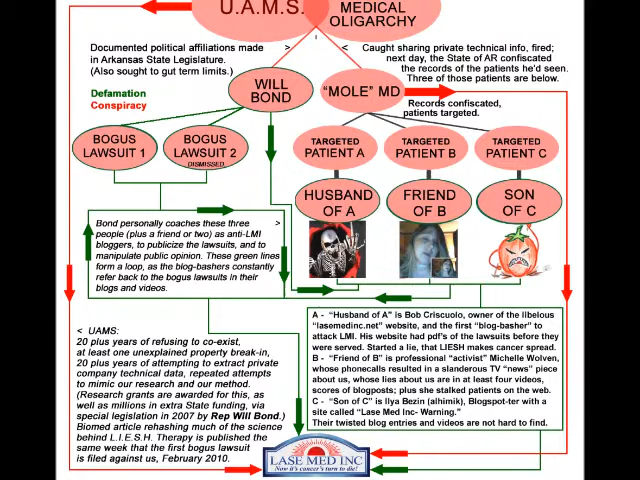 U.A.M.S.
MEDICAL
OLIGARCHY
Documented political affiliations made >
in Arkansas State Legislature.
(Also sought to gut term limits.)
< Caught sharing private technical info, fired;
next day, the State of AR confiscated
the records of the patients he'd seen.
Three of those patients are below.
Defamation
Conspiracy
WILL
BOND
"MOLE" MD
Records confiscated,
patients targeted.
BOGUS
LAWSUIT 1
BOGUS
LAWSUIT 2
DISMISSED
TARGETED
PATIENT A
TARGETED
PATIENT B
TARGETED
PATIENT C
HUSBAND
OF A
FRIEND
OF B
SON
OF C
Bond personally coaches these three >
people (plus a friend or two) as anti-LMI
bloggers, to publicize the lawsuits, and to
manipulate public opinion. These green lines
form a loop, as the blog-bashers constantly
refer back to the bogus lawsuits in their
blogs and videos.
A - "Husband of A" is Bob Criscuolo, owner of the libelous
"lasemedinc.net" website, and the first "blog-basher" to
attack LMI. His website had pdf's of the lawsuits before they
were served. Started a lie, that LIESH makes cancer spread.
B - "Friend of B" is professional "activist" Michelle Wolven,
whose phonecalls resulted in a slanderous TV "news" piece
about us, whose lies about us are in at least four videos,
scores of blogposts; plus she stalked patients on the web.
C - "Son of C" is Ilya Bezin (alhimik), Blogspot-ter with a
site called "Lase Med Inc- Warning."
Their twisted blog entries and videos are not hard to find.
< UAMS:
20 plus years of refusing to co-exist,
at least one unexplained property break-in,
20 plus years of attempting to extract private
company technical data, repeated attempts
to mimic our research and our method.
(Research grants are awarded for this, as
well as millions in extra State funding, via
special legislation in 2007 by Rep Will Bond.)
Biomed article rehashing much of the science
behind L.I.E.S.H. Therapy is published the
same week that the first bogus lawsuit
is filed against us, February 2010.
LASE MED INC
Now it's cancer's turn to die!